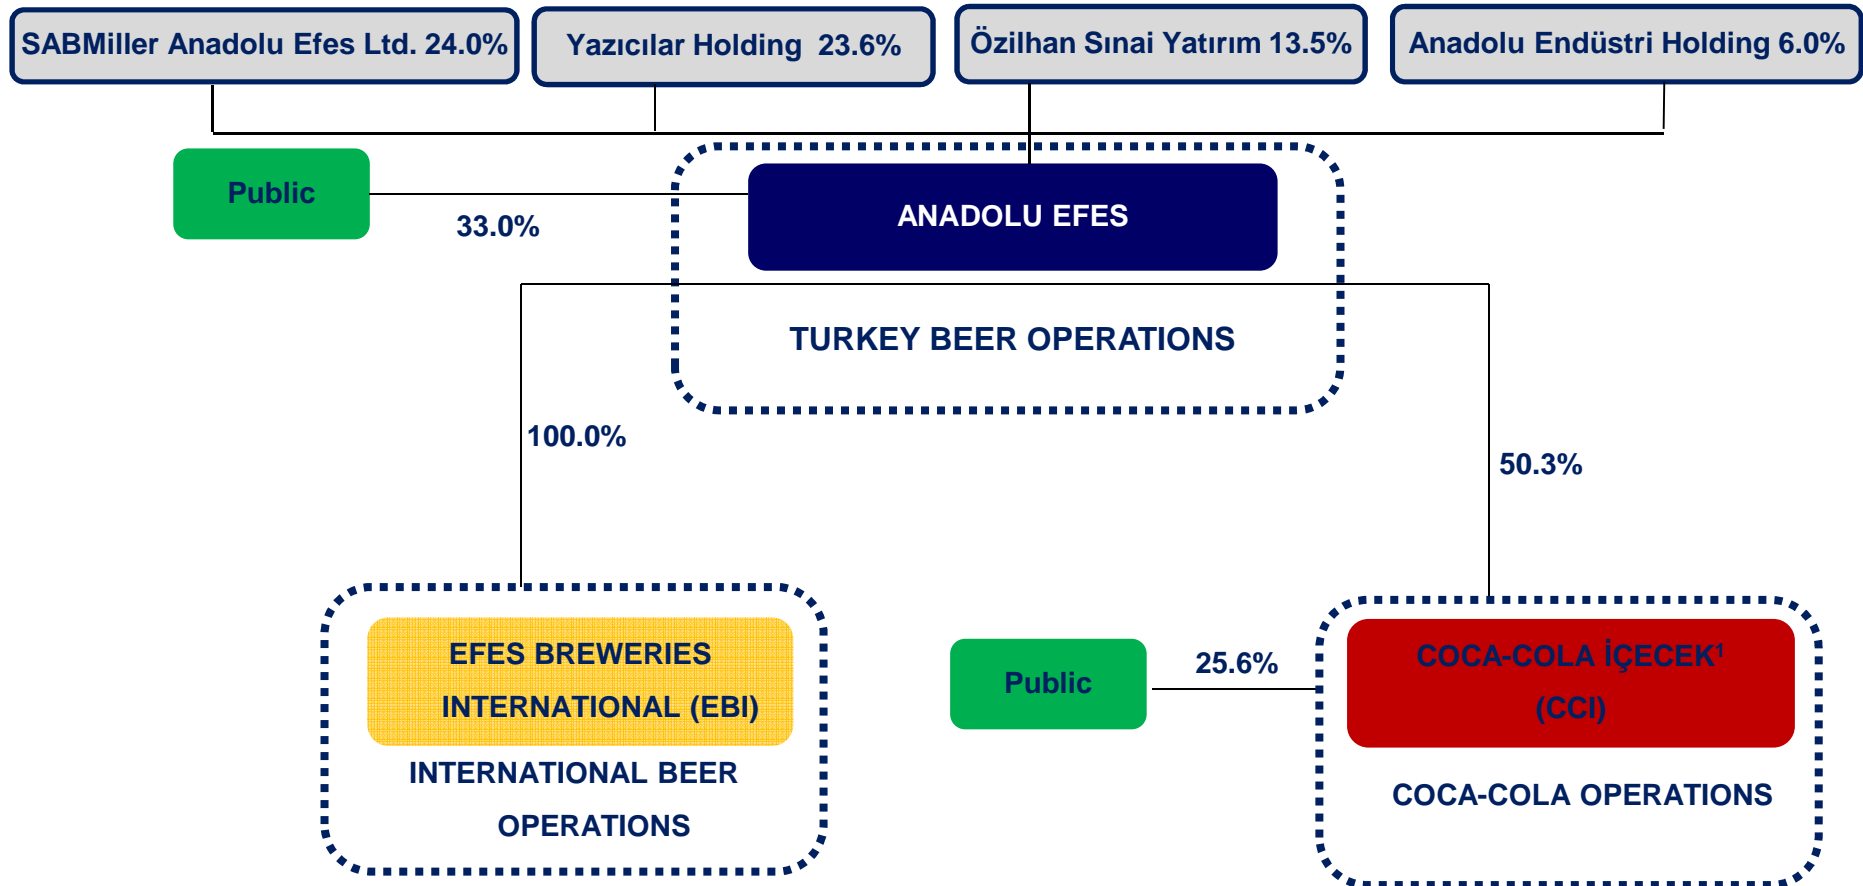 SABMiller Anadolu Efes Ltd. 24.0%
Yazıcılar Holding 23.6%
Özilhan Sınai Yatırım 13.5%
Anadolu Endüstri Holding 6.0%
Public
33.0%
ANADOLU EFES
TURKEY BEER OPERATIONS
100.0%
50.3%
EFES BREWERIES
INTERNATIONAL (EBI)
INTERNATIONAL BEER
OPERATIONS
Public
25.6%
COCA-COLA İÇECEK¹
(CCI)
COCA-COLA OPERATIONS